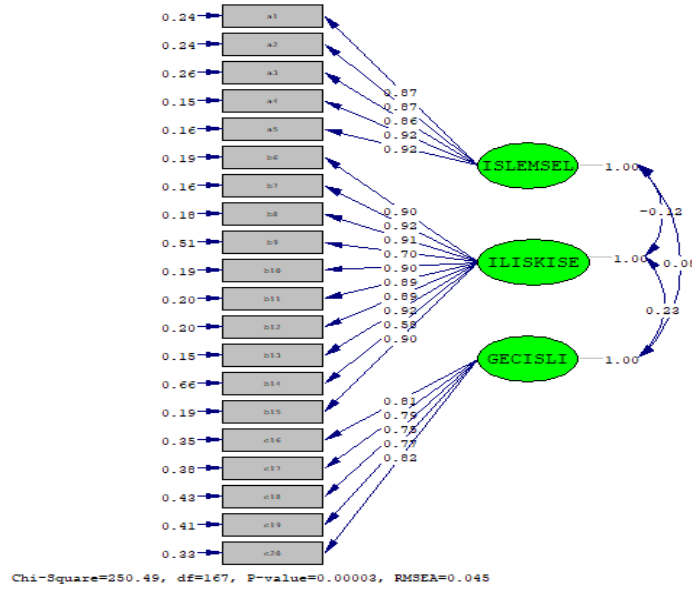 0.24 a1
0.24 a2
0.26 a3
0.15 a4
0.16 a5
0.19 b6
0.16 b7
0.18 b8
0.51 b9
0.19 b10
0.20 b11
0.20 b12
0.15 b13
0.66 b14
0.19 b15
0.35 c16
0.38 c17
0.43 c18
0.41 c19
0.33 c20
0.87
0.87
0.86
0.92
0.92
0.90
0.92
0.91
0.70
0.90
0.89
0.89
0.92
0.58
0.90
0.81
0.79
0.75
0.77
0.82
ISLEMSEL 1.00
ILISKISE 1.00
GECISLI 1.00
-0.12
0.23
Chi-Square=250.49, df=167, P-value=0.00003, RMSEA=0.045